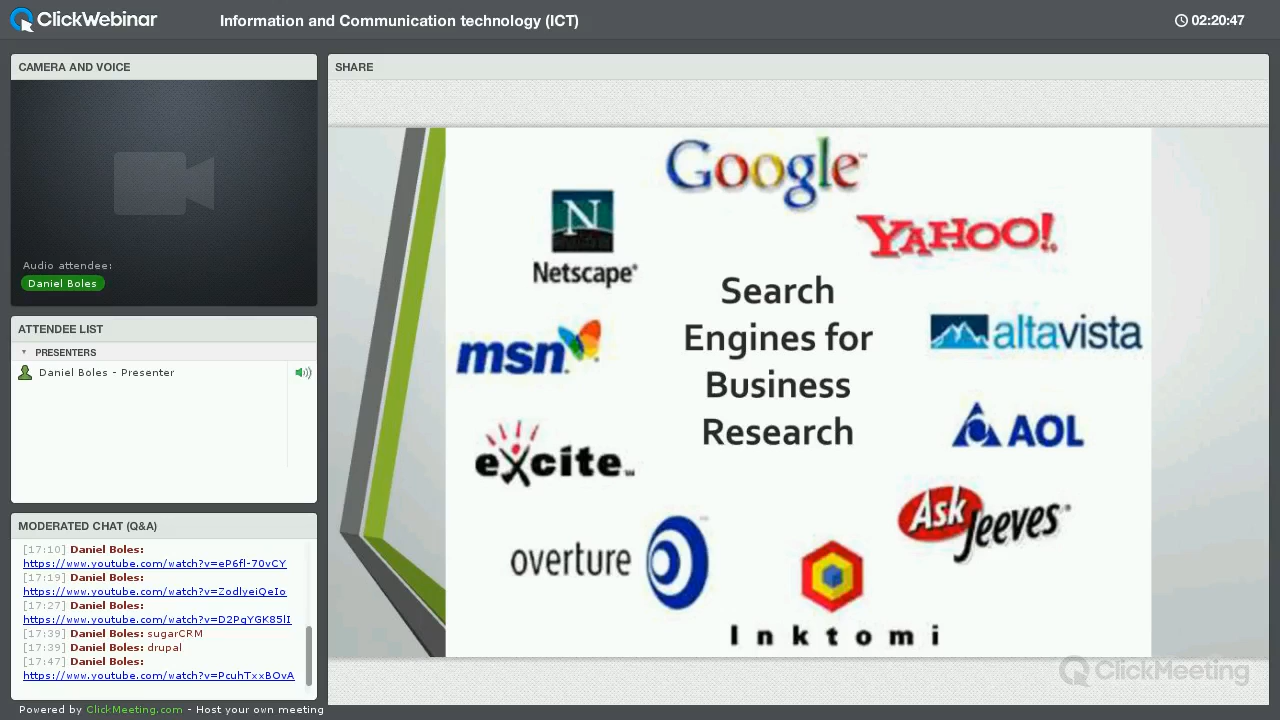 ClickWebinar
Information and Communication technology (ICT)
02:20:47
CAMERA AND VOICE
Audio attendee:
Daniel Boles
ATTENDEE LIST
PRESENTERS
Daniel Boles - Presenter
MODERATED CHAT (Q&A)
[17:10] Daniel Boles:
https://www.youtube.com/watch?v=eP6fl-70vCY
[17:19] Daniel Boles:
https://www.youtube.com/watch?v=ZodlyeiQeIo
[17:27] Daniel Boles:
https://www.youtube.com/watch?v=D2PqYGK85lI
[17:39] Daniel Boles: sugarCRM
[17:39] Daniel Boles: drupal
[17:47] Daniel Boles:
https://www.youtube.com/watch?v=PcuhTxxBOvA
Powered by ClickMeeting.com - Host your own meeting
SHARE
Google
N
Netscape
YAHOO!
Search
Engines for
Business
Research
msn
altavista
excite
AOL
Ask Jeeves
overture
Inktomi
ClickMeeting